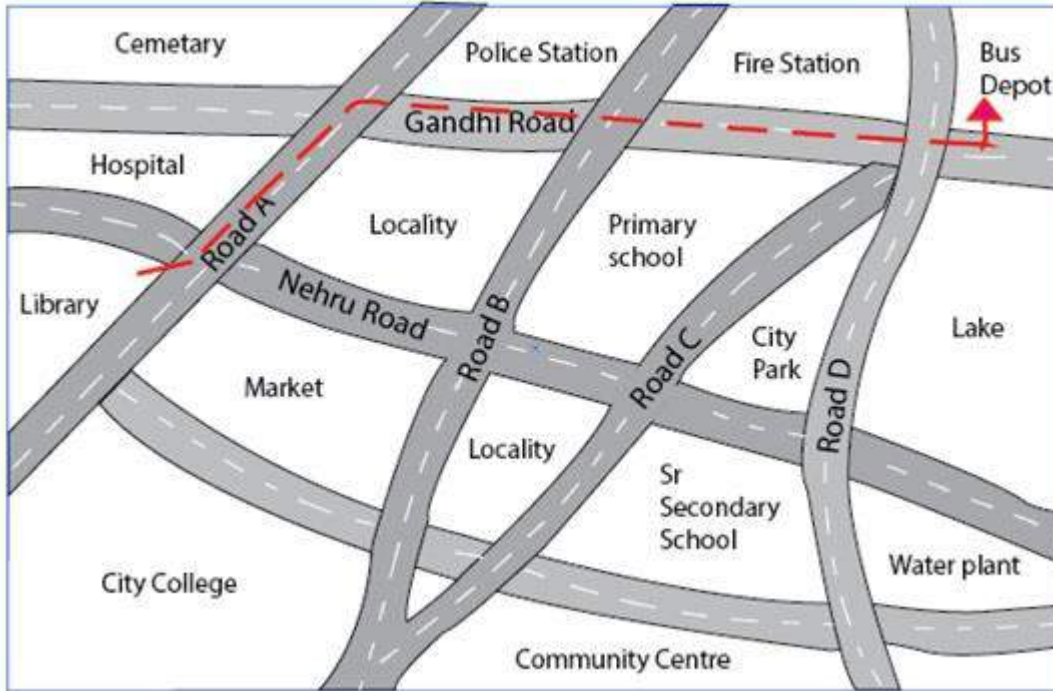 Cemetary
Police Station
Fire Station
Bus
Depot
Gandhi Road
Hospital
Road A
Locality
Primary
school
Library
Nehru Road
Road B
Road C
City
Park
Road D
Lake
Market
Locality
Sr
Secondary
School
City College
Water plant
Community Centre